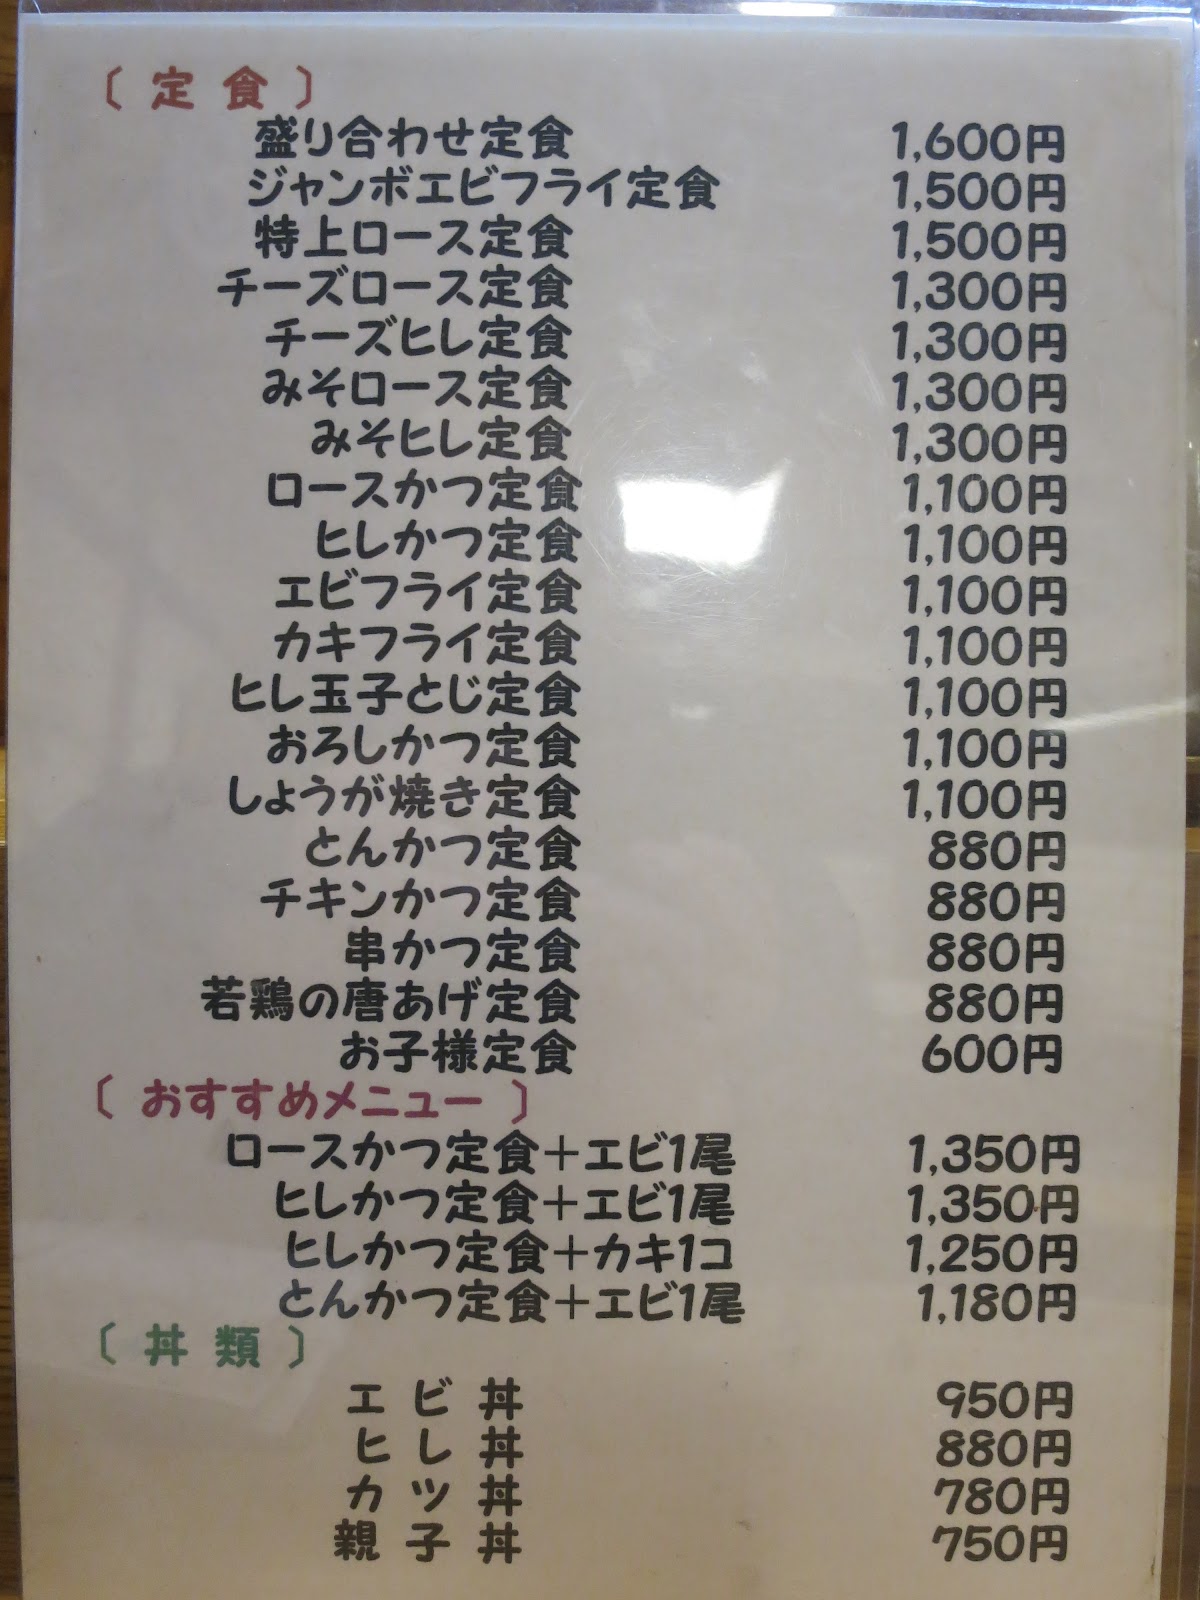 〔 定 食 〕
盛り合わせ定食 1,600円
ジャンボエビフライ定食 1,500円
特上ロース定食 1,500円
チーズロース定食 1,300円
チーズヒレ定食 1,300円
みそロース定食 1,300円
みそヒレ定食 1,300円
ロースかつ定食 1,100円
ヒレかつ定食 1,100円
エビフライ定食 1,100円
カキフライ定食 1,100円
ヒレ玉子とじ定食 1,100円
おろしかつ定食 1,100円
しょうが焼き定食 1,100円
とんかつ定食 880円
チキンかつ定食 880円
串かつ定食 880円
若鶏の唐あげ定食 880円
お子様定食 600円
〔 おすすめメニュー 〕
ロースかつ定食＋エビ1尾 1,350円
ヒレかつ定食＋エビ1尾 1,350円
ヒレかつ定食＋カキ1コ 1,250円
とんかつ定食＋エビ1尾 1,180円
〔 丼 類 〕
エ ビ 丼 950円
ヒ レ 丼 880円
カ ツ 丼 780円
親 子 丼 750円